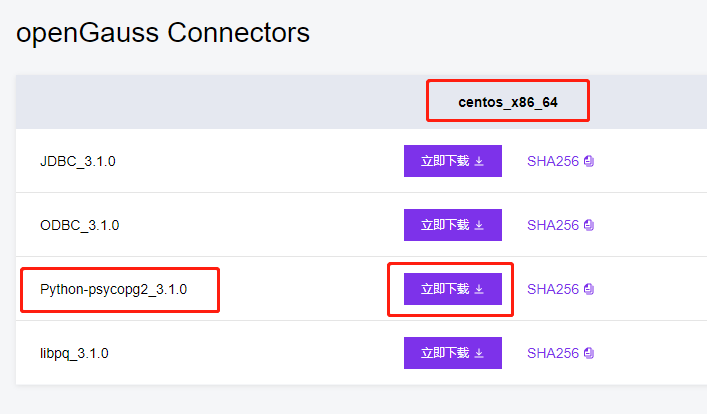 openGauss Connectors
centos_x86_64
JDBC_3.1.0 立即下载 SHA256
ODBC_3.1.0 立即下载 SHA256
Python-psycopg2_3.1.0 立即下载 SHA256
libpq_3.1.0 立即下载 SHA256